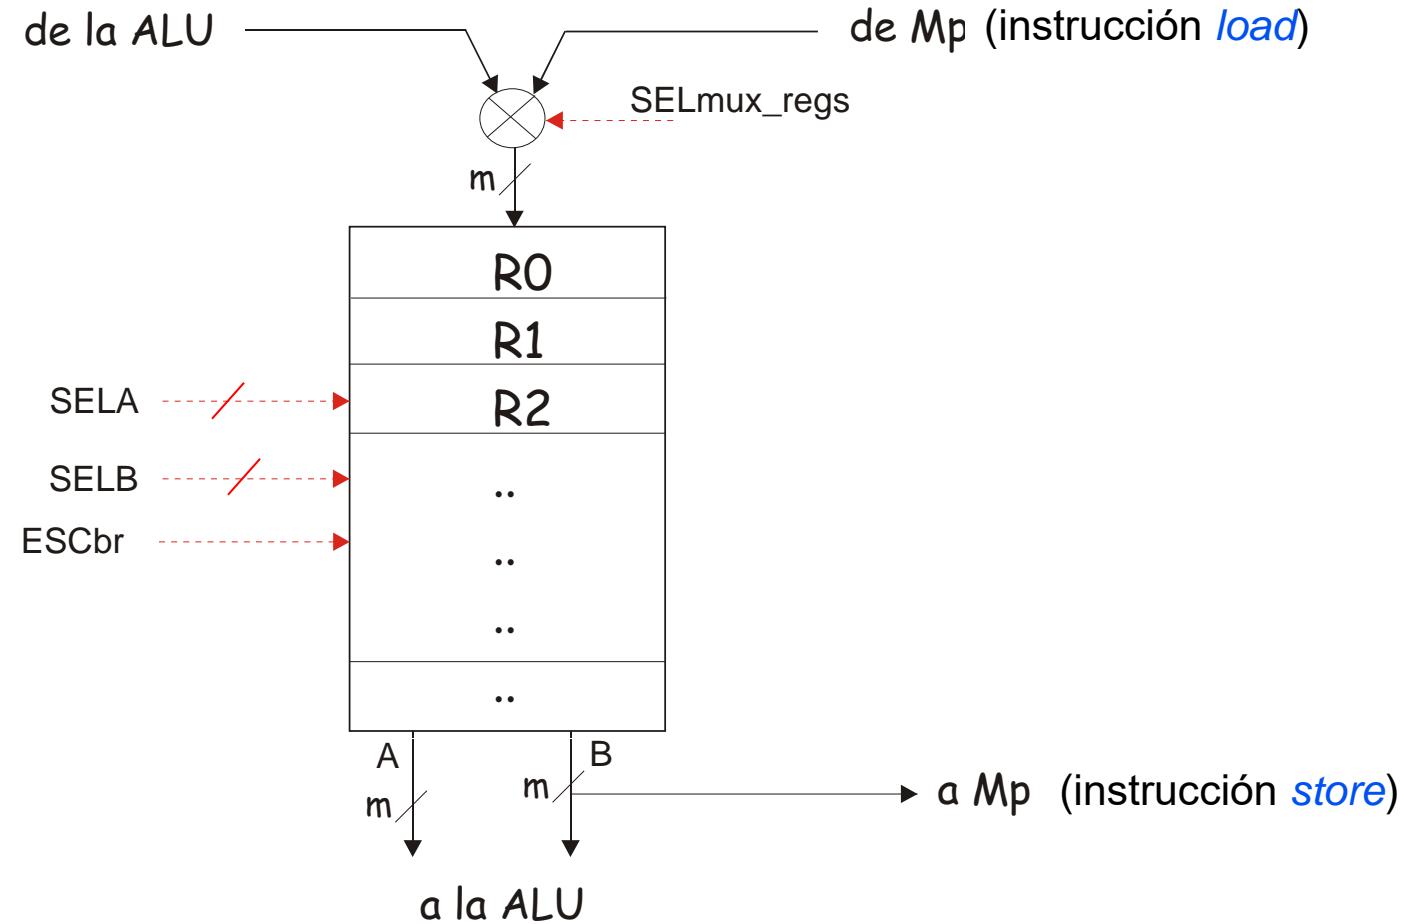 de la ALU
de Mp (instrucción load)
SELmux_regs
m
R0
R1
SELA
R2
SELB
..
ESCbr
..
..
..
A
B
m
m
a Mp (instrucción store)
a la ALU